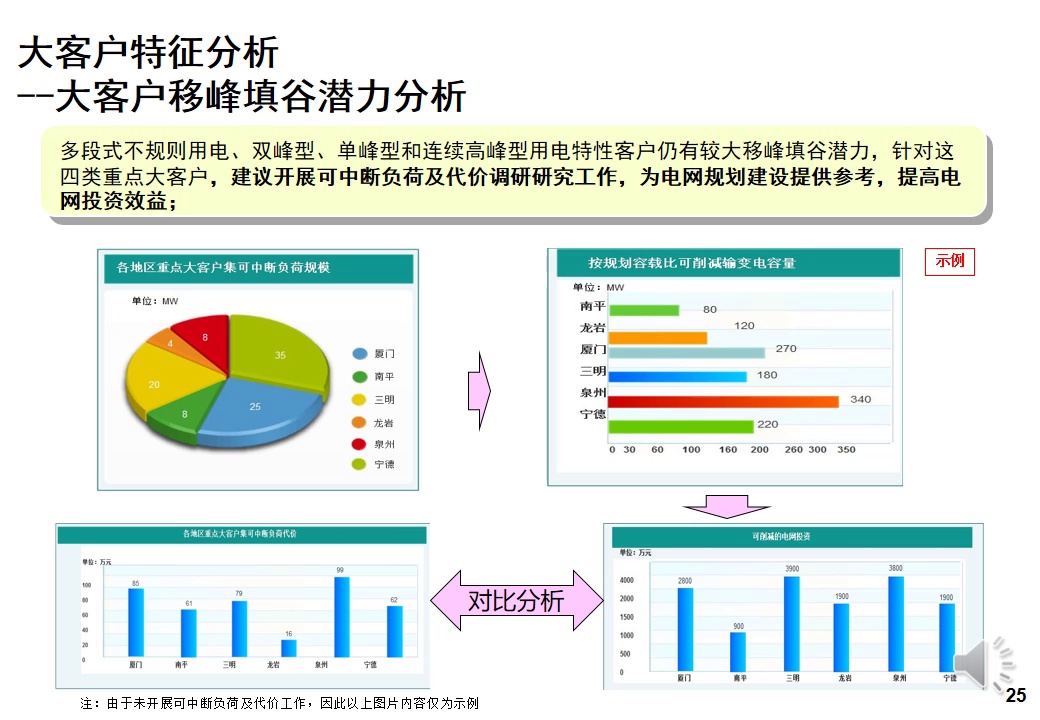 大客户特征分析
--大客户移峰填谷潜力分析
多段式不规则用电、双峰型、单峰型和连续高峰型用电特性客户仍有较大移峰填谷潜力，针对这
四类重点大客户，建议开展可中断负荷及代价调研研究工作，为电网规划建设提供参考，提高电
网投资效益；
各地区重点大客户集可中断负荷规模
单位：MW
35
25
8
20
4
8
厦门
南平
三明
龙岩
泉州
宁德
按规划容载比可削减输变电容量
单位：MW
南平 80
龙岩 120
厦门 270
三明 180
泉州 340
宁德 220
0 30 60 100 160 200 260 300 350
示例
各地区重点大客户集可中断负荷代价
单位：万元
100
80
60
40
20
0
85 61 79 16 99 62
厦门 南平 三明 龙岩 泉州 宁德
对比分析
可削减的电网投资
单位：万元
4000
2000
1500
1000
500
0
2800 900 3900 1900 3800 1900
厦门 南平 三明 龙岩 泉州 宁德
注：由于未开展可中断负荷及代价工作，因此以上图片内容仅为示例
25